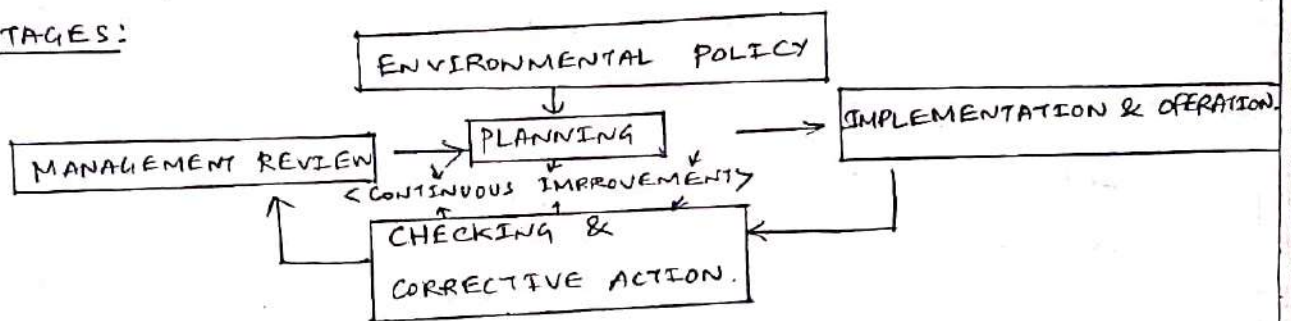 TAGES:
ENVIRONMENTAL POLICY
PLANNING
IMPLEMENTATION & OPERATION.
MANAGEMENT REVIEW
<CONTINUOUS IMPROVEMENT>
CHECKING &
CORRECTIVE ACTION.